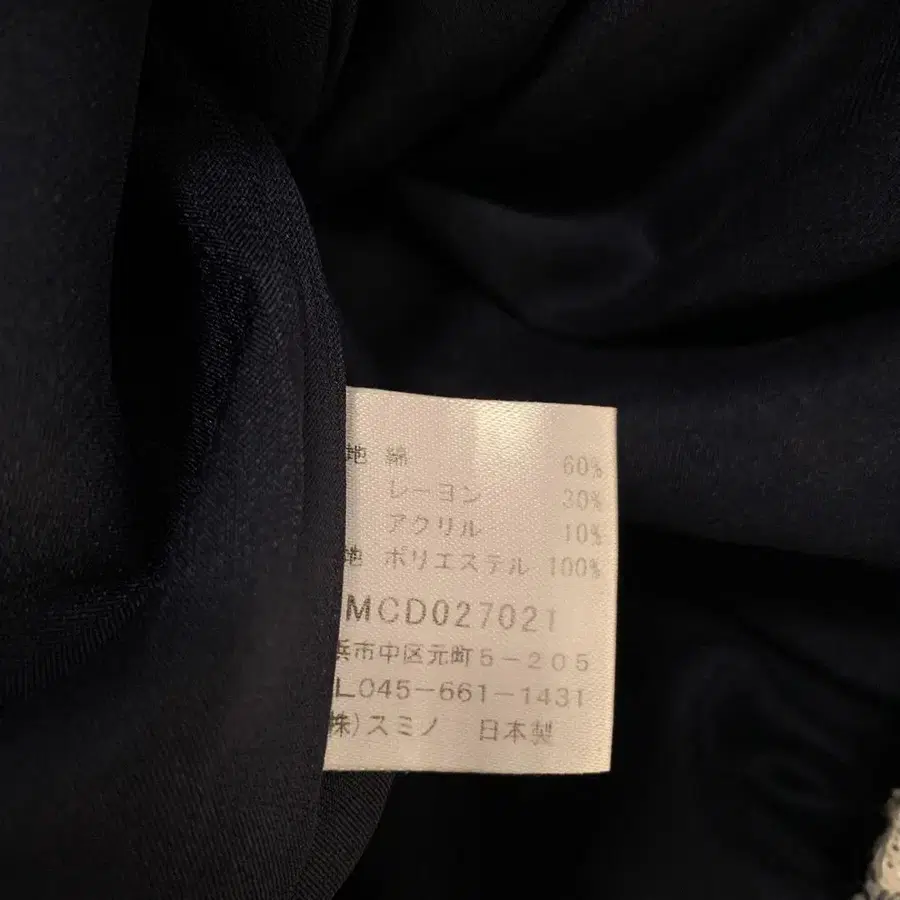 地 綿 60%
レーヨン 30%
アクリル 10%
地 ポリエステル 100%
MCD027021
浜市中区元町5-205
L045-661-1431
株)スミノ 日本製